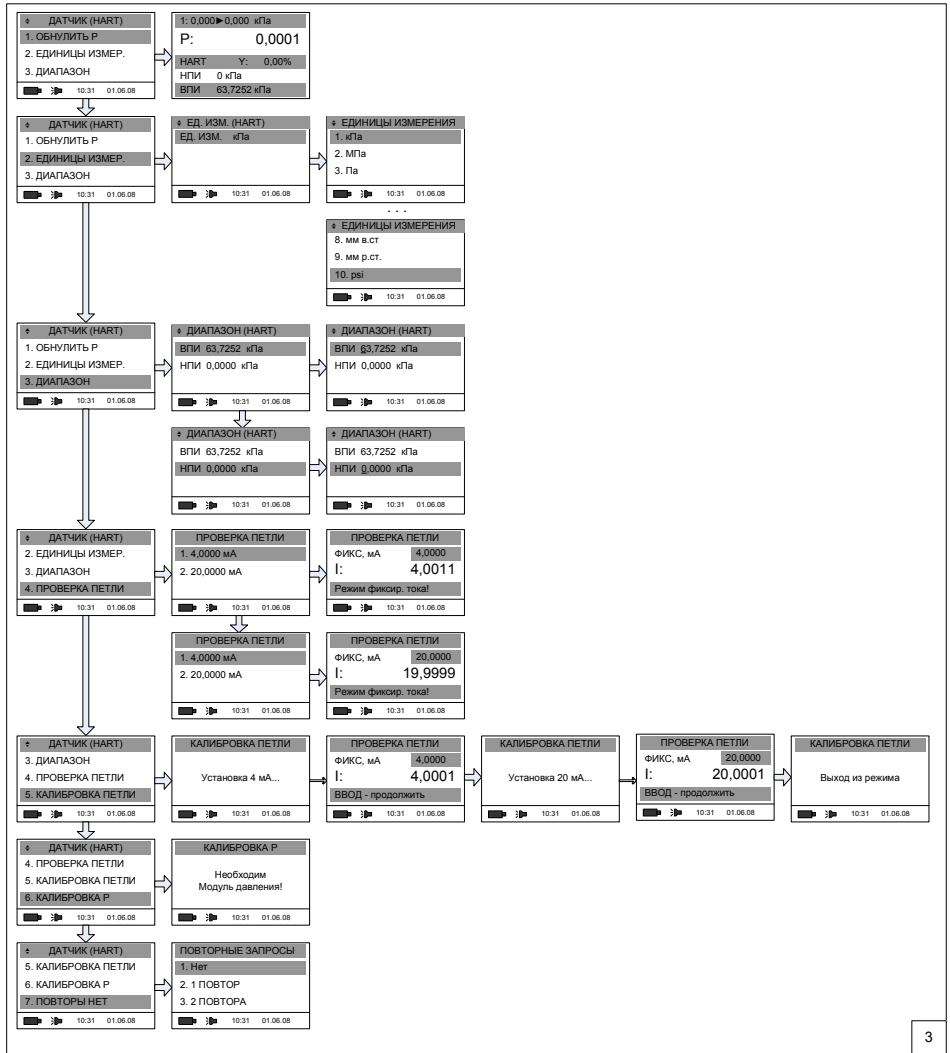 ДАТЧИК (HART)
1. ОБНУЛИТЬ P
2. ЕДИНИЦЫ ИЗМЕР.
3. ДИАПАЗОН
10:31 01.06.08
1: 0,000►0,000 кПа
P: 0,0001
HART Y: 0,00%
НПИ 0 кПа
ВПИ 63,7252 кПа
ДАТЧИК (HART)
1. ОБНУЛИТЬ P
2. ЕДИНИЦЫ ИЗМЕР.
3. ДИАПАЗОН
10:31 01.06.08
ЕД. ИЗМ. (HART)
ЕД. ИЗМ. кПа
10:31 01.06.08
ЕДИНИЦЫ ИЗМЕРЕНИЯ
1. кПа
2. МПа
3. Па
10:31 01.06.08
. . .
ЕДИНИЦЫ ИЗМЕРЕНИЯ
8. мм в.ст
9. мм р.ст.
10. psi
10:31 01.06.08
ДАТЧИК (HART)
1. ОБНУЛИТЬ P
2. ЕДИНИЦЫ ИЗМЕР.
3. ДИАПАЗОН
10:31 01.06.08
ДИАПАЗОН (HART)
ВПИ 63,7252 кПа
НПИ 0,0000 кПа
10:31 01.06.08
ДИАПАЗОН (HART)
ВПИ 63,7252 кПа
НПИ 0,0000 кПа
10:31 01.06.08
ДИАПАЗОН (HART)
ВПИ 63,7252 кПа
НПИ 0,0000 кПа
10:31 01.06.08
ДИАПАЗОН (HART)
ВПИ 63,7252 кПа
НПИ 0,0000 кПа
10:31 01.06.08
ДАТЧИК (HART)
2. ЕДИНИЦЫ ИЗМЕР.
3. ДИАПАЗОН
4. ПРОВЕРКА ПЕТЛИ
10:31 01.06.08
ПРОВЕРКА ПЕТЛИ
1. 4,0000 мА
2. 20,0000 мА
10:31 01.06.08
ПРОВЕРКА ПЕТЛИ
ФИКС, мА 4,0000
I: 4,0011
Режим фиксир. тока!
10:31 01.06.08
ПРОВЕРКА ПЕТЛИ
1. 4,0000 мА
2. 20,0000 мА
10:31 01.06.08
ПРОВЕРКА ПЕТЛИ
ФИКС, мА 20,0000
I: 19,9999
Режим фиксир. тока!
10:31 01.06.08
ДАТЧИК (HART)
3. ДИАПАЗОН
4. ПРОВЕРКА ПЕТЛИ
5. КАЛИБРОВКА ПЕТЛИ
10:31 01.06.08
КАЛИБРОВКА ПЕТЛИ
Установка 4 мА...
10:31 01.06.08
ПРОВЕРКА ПЕТЛИ
ФИКС, мА 4,0000
I: 4,0001
ВВОД - продолжить
10:31 01.06.08
КАЛИБРОВКА ПЕТЛИ
Установка 20 мА...
10:31 01.06.08
ПРОВЕРКА ПЕТЛИ
ФИКС, мА 20,0000
I: 20,0001
ВВОД - продолжить
10:31 01.06.08
КАЛИБРОВКА ПЕТЛИ
Выход из режима
10:31 01.06.08
ДАТЧИК (HART)
4. ПРОВЕРКА ПЕТЛИ
5. КАЛИБРОВКА ПЕТЛИ
6. КАЛИБРОВКА P
10:31 01.06.08
КАЛИБРОВКА P
Необходим
Модуль давления!
10:31 01.06.08
ДАТЧИК (HART)
5. КАЛИБРОВКА ПЕТЛИ
6. КАЛИБРОВКА P
7. ПОВТОРЫ НЕТ
10:31 01.06.08
ПОВТОРНЫЕ ЗАПРОСЫ
1. Нет
2. 1 ПОВТОР
3. 2 ПОВТОРА
10:31 01.06.08
3